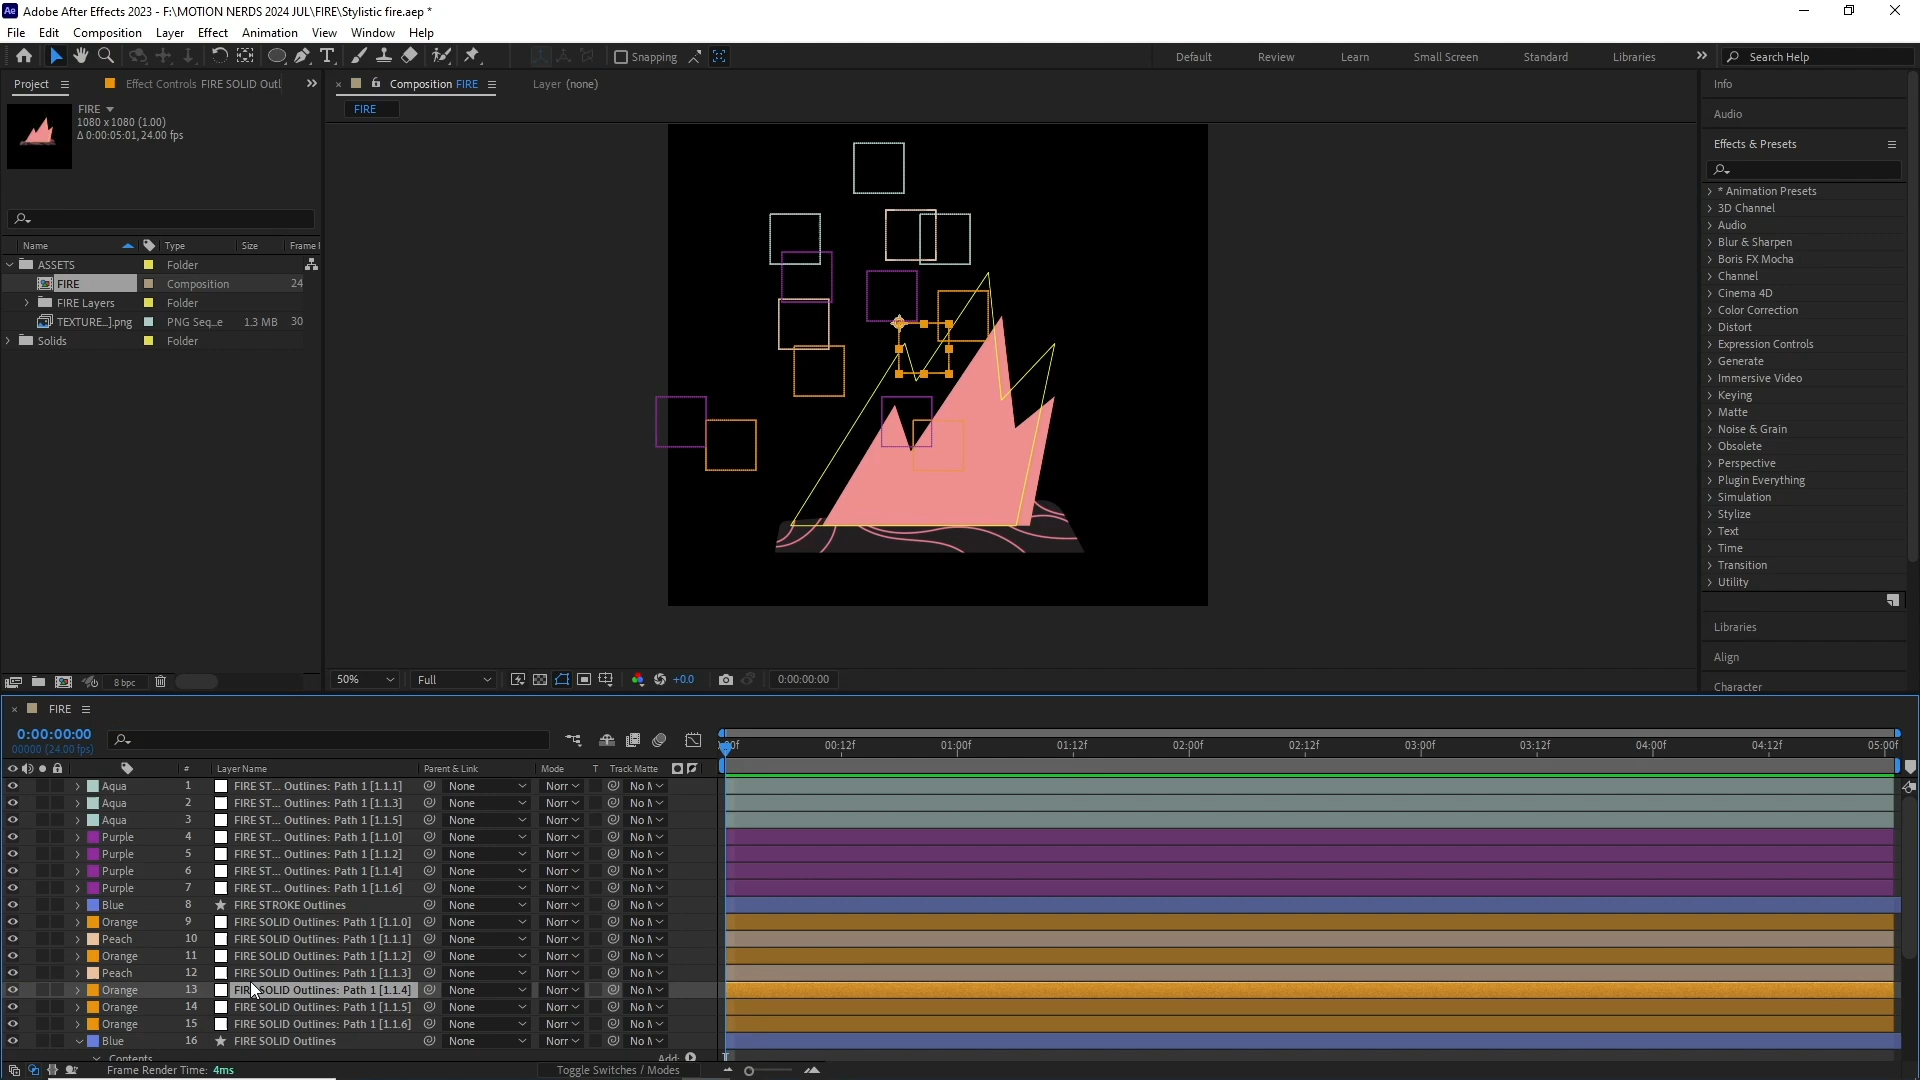 Ae Adobe After Effects 2023 - F:\MOTION NERDS 2024 JUL\FIRE\Stylistic fire.aep *
File Edit Composition Layer Effect Animation View Window Help
Snapping Default Review Learn Small Screen Standard Libraries Search Help
Project Effect Controls FIRE SOLID Outl
Composition FIRE Layer (none)
FIRE
FIRE
1080 x 1080 (1.00)
Δ 0:00:05:01, 24.00 fps
Name Type Size Frame
ASSETS Folder
FIRE Composition 24
FIRE Layers Folder
TEXTURE...].png PNG Seq...e 1.3 MB 30
Solids Folder
8 bpc
50% Full +0.0 0:00:00:00
Info
Audio
Effects & Presets
* Animation Presets
3D Channel
Audio
Blur & Sharpen
Boris FX Mocha
Channel
Cinema 4D
Color Correction
Distort
Expression Controls
Generate
Immersive Video
Keying
Matte
Noise & Grain
Obsolete
Perspective
Plugin Everything
Simulation
Stylize
Text
Time
Transition
Utility
Libraries
Align
Character
FIRE
0:00:00:00
00000 (24.00 fps)
00:12f 01:00f 01:12f 02:00f 02:12f 03:00f 03:12f 04:00f 04:12f 05:00f
# Layer Name Parent & Link Mode T Track Matte
Aqua 1 FIRE ST... Outlines: Path 1 [1.1.1] None Norr No M
Aqua 2 FIRE ST... Outlines: Path 1 [1.1.3] None Norr No M
Aqua 3 FIRE ST... Outlines: Path 1 [1.1.5] None Norr No M
Purple 4 FIRE ST... Outlines: Path 1 [1.1.0] None Norr No M
Purple 5 FIRE ST... Outlines: Path 1 [1.1.2] None Norr No M
Purple 6 FIRE ST... Outlines: Path 1 [1.1.4] None Norr No M
Purple 7 FIRE ST... Outlines: Path 1 [1.1.6] None Norr No M
Blue 8 FIRE STROKE Outlines None Norr No M
Orange 9 FIRE SOLID Outlines: Path 1 [1.1.0] None Norr No M
Peach 10 FIRE SOLID Outlines: Path 1 [1.1.1] None Norr No M
Orange 11 FIRE SOLID Outlines: Path 1 [1.1.2] None Norr No M
Peach 12 FIRE SOLID Outlines: Path 1 [1.1.3] None Norr No M
Orange 13 FIRE SOLID Outlines: Path 1 [1.1.4] None Norr No M
Orange 14 FIRE SOLID Outlines: Path 1 [1.1.5] None Norr No M
Orange 15 FIRE SOLID Outlines: Path 1 [1.1.6] None Norr No M
Blue 16 FIRE SOLID Outlines None Norr No M
Contents Add:
Frame Render Time: 4ms Toggle Switches / Modes